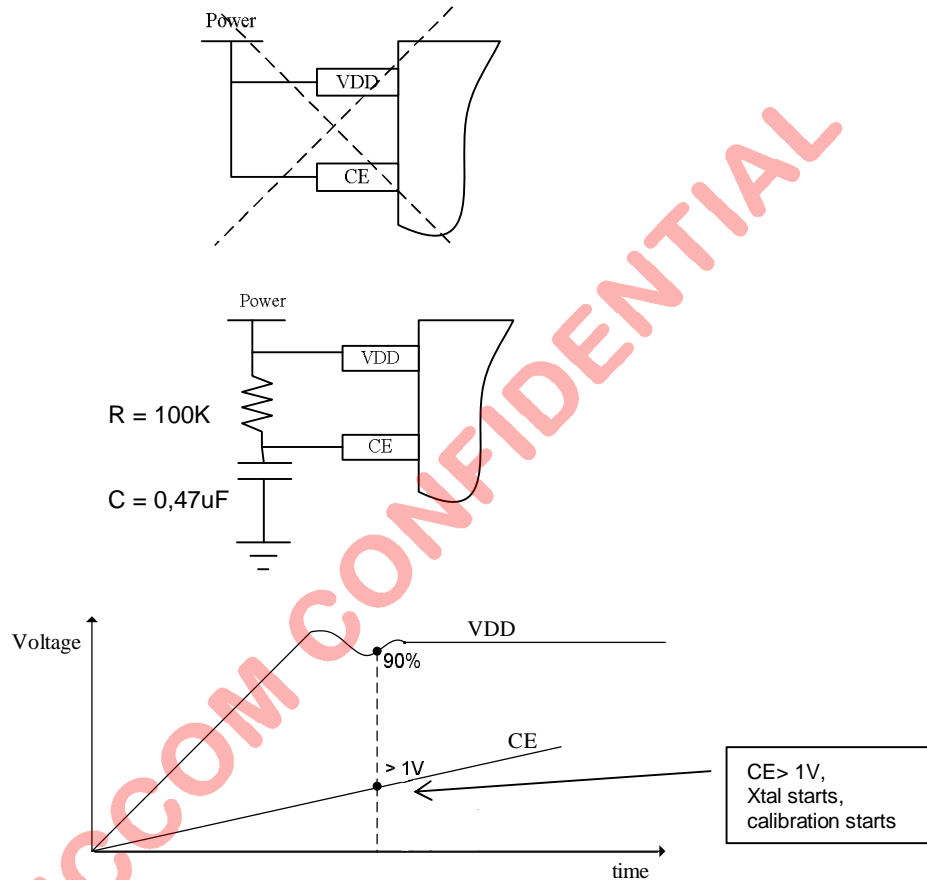 Power
VDD
CE
Power
VDD
R = 100K
CE
C = 0,47uF
Voltage
VDD
90%
CE
> 1V
CE> 1V,
Xtal starts,
calibration starts
time
CCOM CONFIDENTIAL